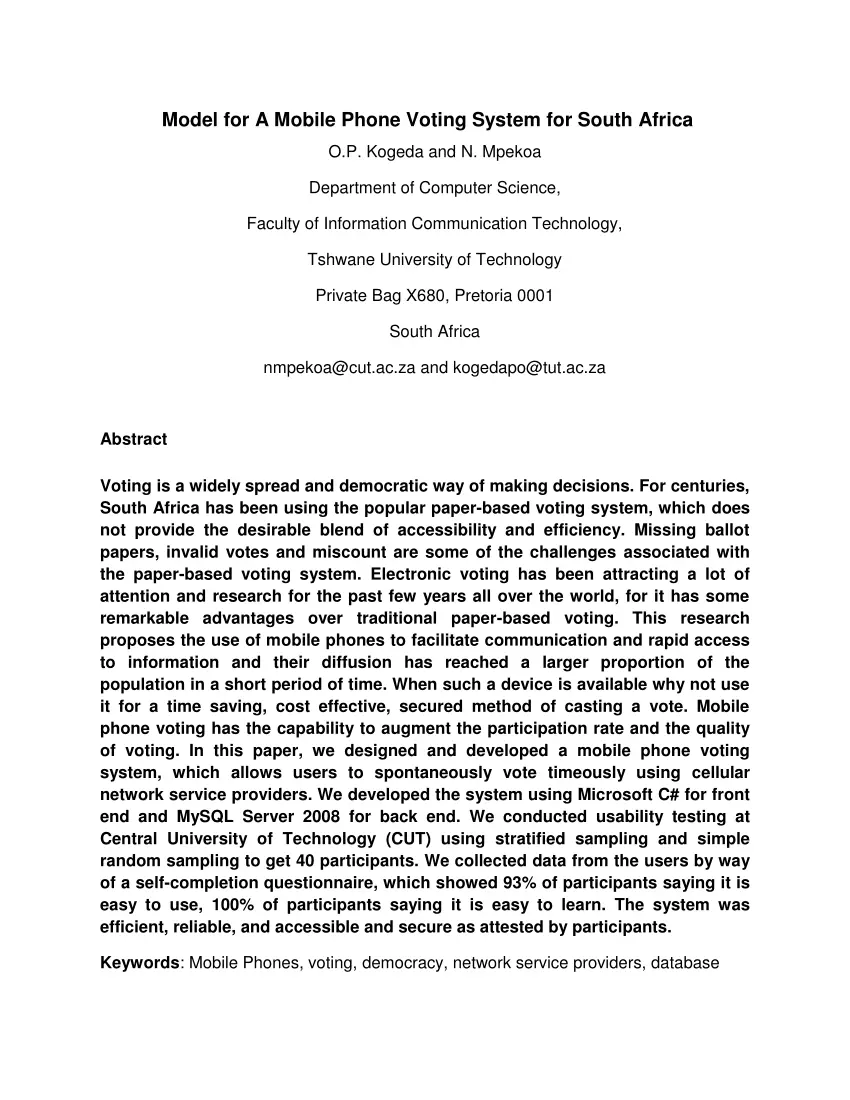 Model for A Mobile Phone Voting System for South Africa
O.P. Kogeda and N. Mpekoa
Department of Computer Science,
Faculty of Information Communication Technology,
Tshwane University of Technology
Private Bag X680, Pretoria 0001
South Africa
nmpekoa@cut.ac.za and kogedapo@tut.ac.za
Abstract
Voting is a widely spread and democratic way of making decisions. For centuries,
South Africa has been using the popular paper-based voting system, which does
not provide the desirable blend of accessibility and efficiency. Missing ballot
papers, invalid votes and miscount are some of the challenges associated with
the paper-based voting system. Electronic voting has been attracting a lot of
attention and research for the past few years all over the world, for it has some
remarkable advantages over traditional paper-based voting. This research
proposes the use of mobile phones to facilitate communication and rapid access
to information and their diffusion has reached a larger proportion of the
population in a short period of time. When such a device is available why not use
it for a time saving, cost effective, secured method of casting a vote. Mobile
phone voting has the capability to augment the participation rate and the quality
of voting. In this paper, we designed and developed a mobile phone voting
system, which allows users to spontaneously vote timeously using cellular
network service providers. We developed the system using Microsoft C# for front
end and MySQL Server 2008 for back end. We conducted usability testing at
Central University of Technology (CUT) using stratified sampling and simple
random sampling to get 40 participants. We collected data from the users by way
of a self-completion questionnaire, which showed 93% of participants saying it is
easy to use, 100% of participants saying it is easy to learn. The system was
efficient, reliable, and accessible and secure as attested by participants.
Keywords: Mobile Phones, voting, democracy, network service providers, database